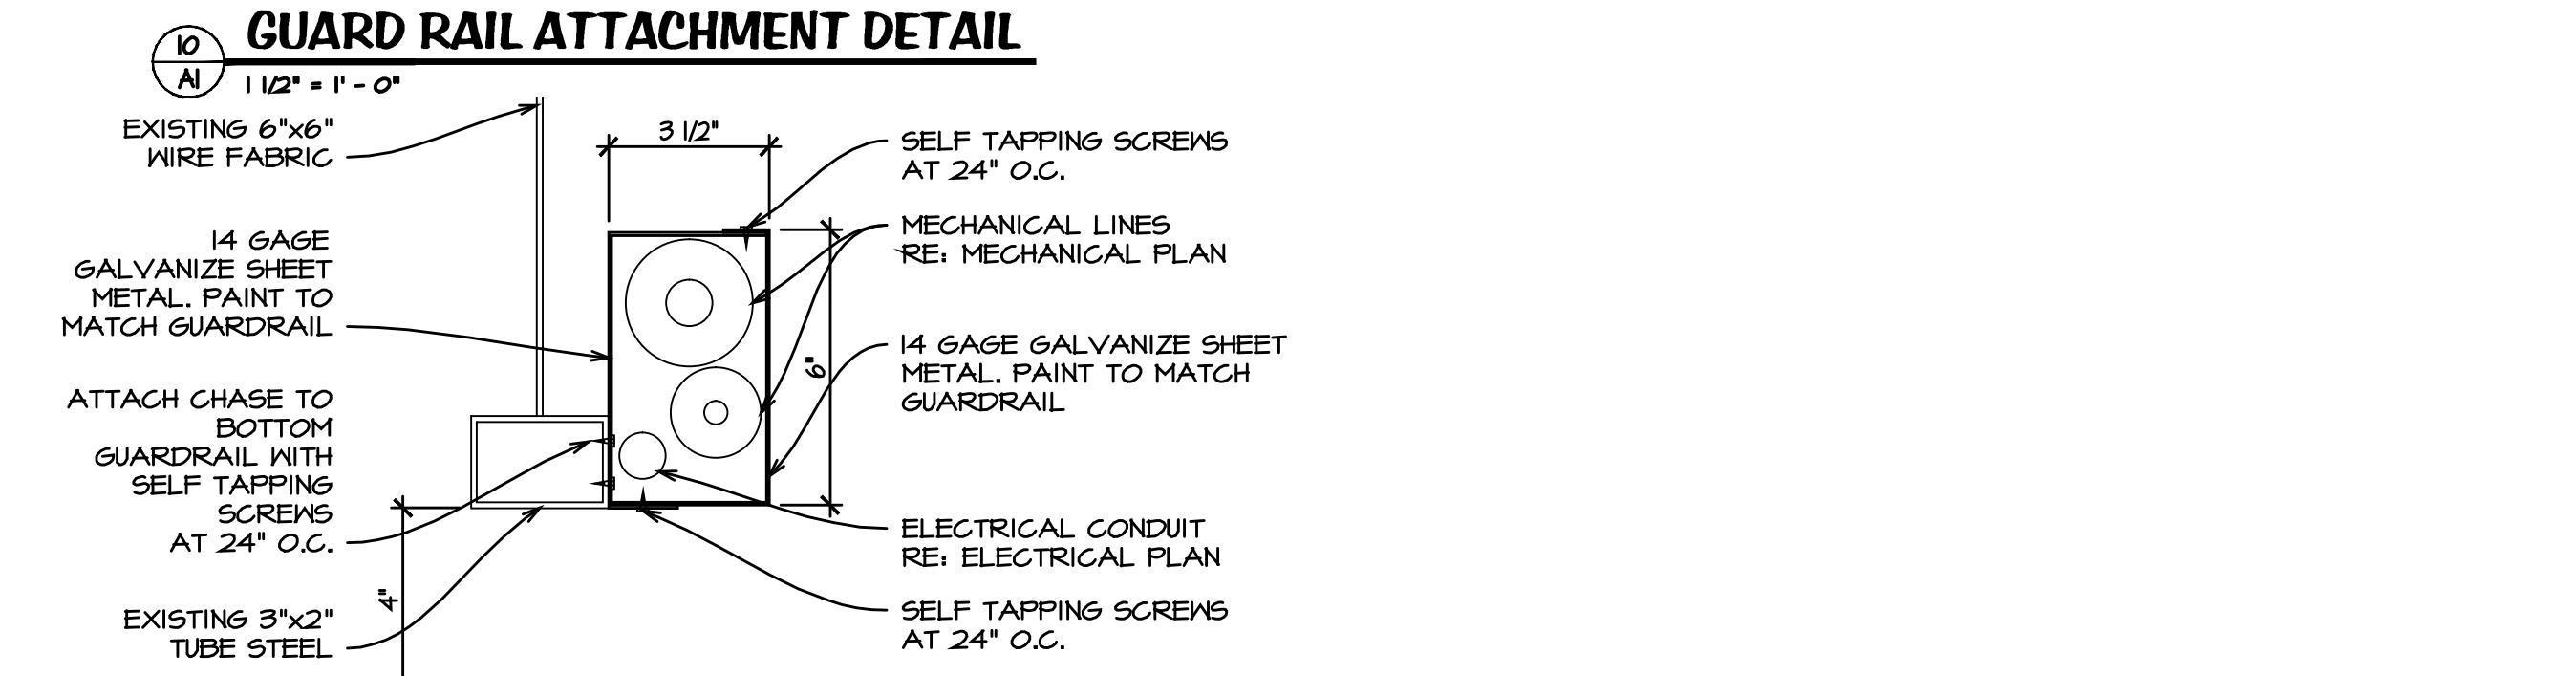 GUARD RAIL ATTACHMENT DETAIL
10
A1
1 1/2" = 1' - 0"
EXISTING 6"x6"
WIRE FABRIC
14 GAGE
GALVANIZE SHEET
METAL. PAINT TO
MATCH GUARDRAIL
ATTACH CHASE TO
BOTTOM
GUARDRAIL WITH
SELF TAPPING
SCREWS
AT 24" O.C.
EXISTING 3"x2"
TUBE STEEL
4"
3 1/2"
6"
SELF TAPPING SCREWS
AT 24" O.C.
MECHANICAL LINES
RE: MECHANICAL PLAN
14 GAGE GALVANIZE SHEET
METAL. PAINT TO MATCH
GUARDRAIL
ELECTRICAL CONDUIT
RE: ELECTRICAL PLAN
SELF TAPPING SCREWS
AT 24" O.C.